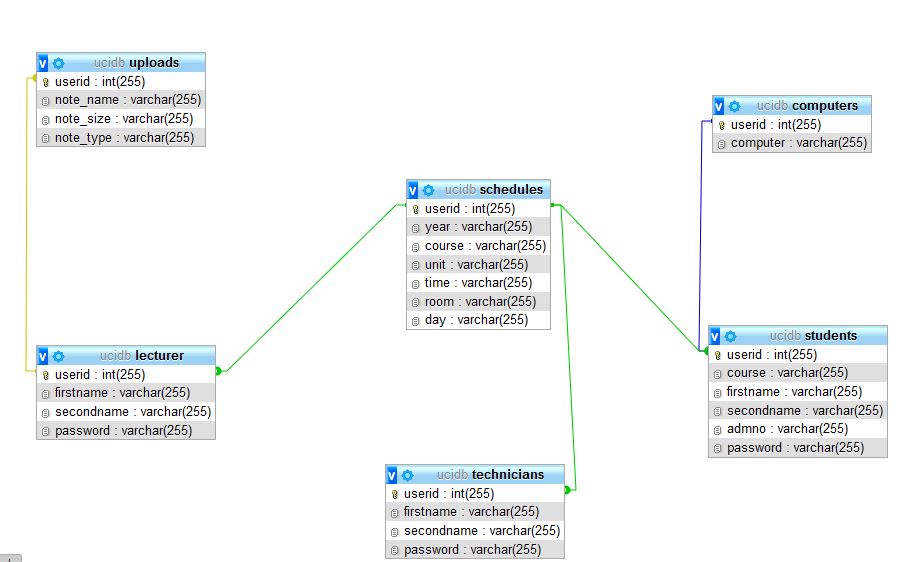 v ucidb uploads
userid : int(255)
note_name : varchar(255)
note_size : varchar(255)
note_type : varchar(255)
v ucidb computers
userid : int(255)
computer : varchar(255)
v ucidb schedules
userid : int(255)
year : varchar(255)
course : varchar(255)
unit : varchar(255)
time : varchar(255)
room : varchar(255)
day : varchar(255)
v ucidb lecturer
userid : int(255)
firstname : varchar(255)
secondname : varchar(255)
password : varchar(255)
v ucidb students
userid : int(255)
course : varchar(255)
firstname : varchar(255)
secondname : varchar(255)
admno : varchar(255)
password : varchar(255)
v ucidb technicians
userid : int(255)
firstname : varchar(255)
secondname : varchar(255)
password : varchar(255)